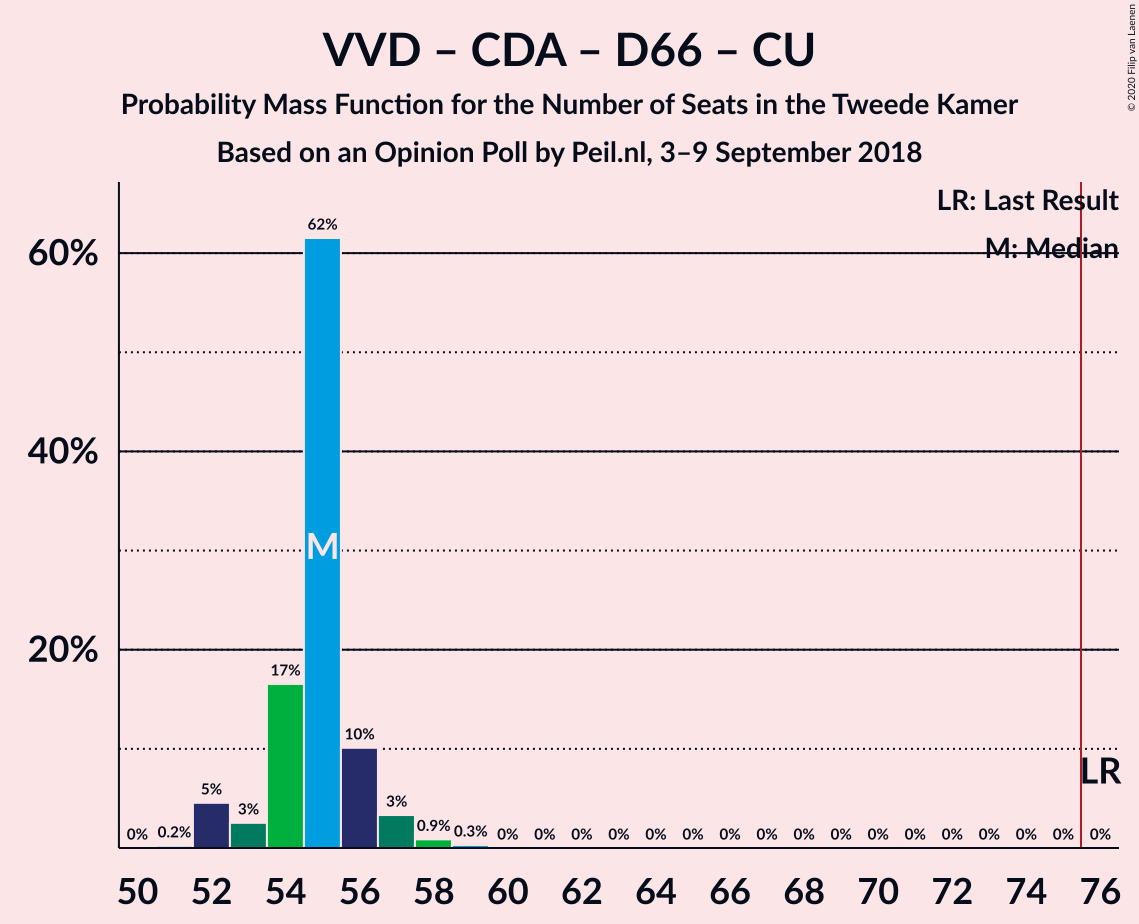 VVD – CDA – D66 – CU
Probability Mass Function for the Number of Seats in the Tweede Kamer
Based on an Opinion Poll by Peil.nl, 3–9 September 2018
© 2020 Filip van Laenen
LR: Last Result
M: Median
60%
40%
20%
0% 0.2% 5% 3% 17% 62% 10% 3% 0.9% 0.3% 0% 0% 0% 0% 0% 0% 0% 0% 0% 0% 0% 0% 0% 0% 0% 0% 0%
M
LR
50 52 54 56 58 60 62 64 66 68 70 72 74 76